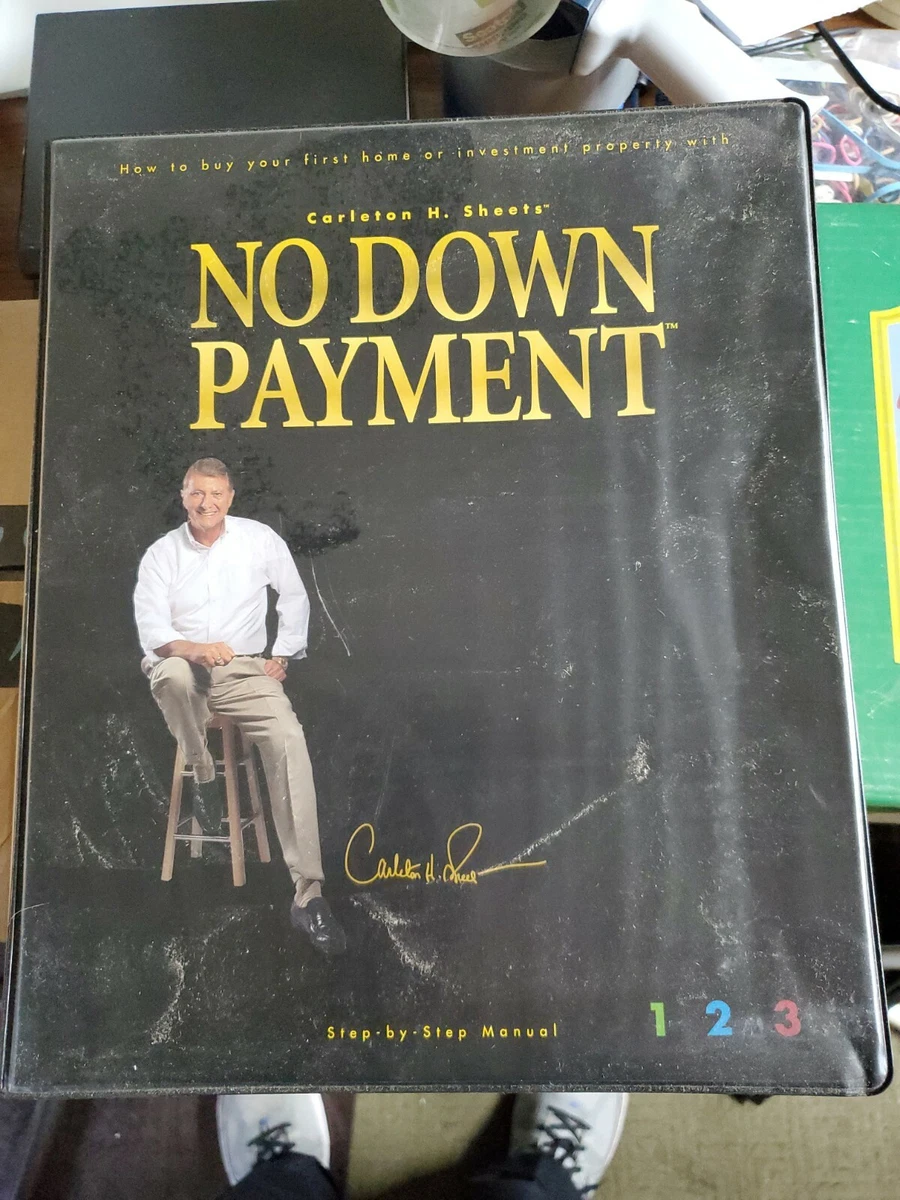 How to buy your first home or investment property with
Carleton H. Sheets™
NO DOWN
PAYMENT™
Carleton H. Sheets
Step-by-Step Manual
1 2 3